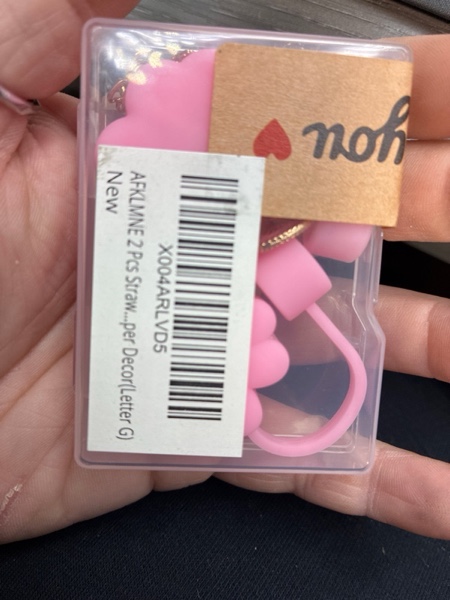 you
X004ARLVD5
AFKLMNE 2 Pcs Straw...per Decor(Letter G)
New